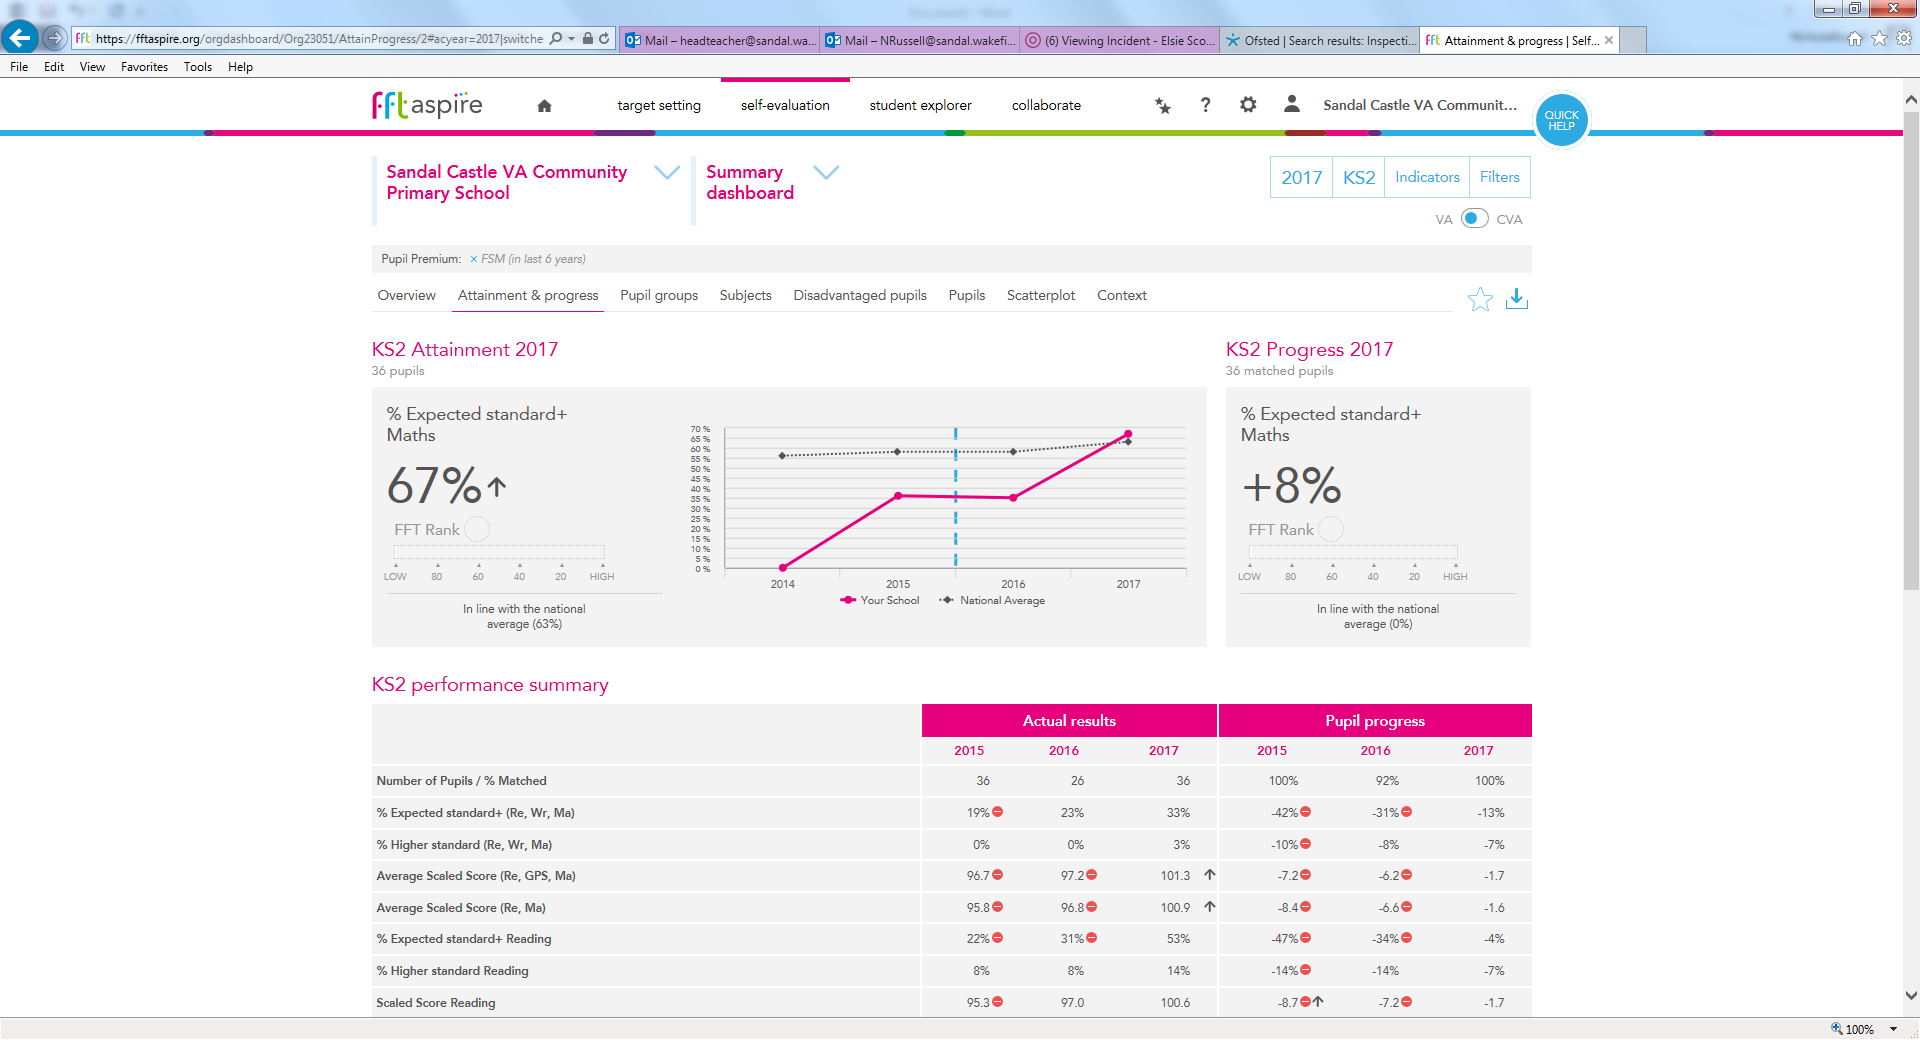 https://fftaspire.org/orgdashboard/Org23051/AttainProgress/2#acyear=2017|switche
Mail – headteacher@sandal.wa...
Mail – NRussell@sandal.wakefi...
(6) Viewing Incident - Elsie Sco...
Ofsted | Search results: Inspecti...
fft Attainment & progress | Self...
File Edit View Favorites Tools Help
fft aspire
target setting self-evaluation student explorer collaborate
? Sandal Castle VA Communit...
QUICK
HELP
Sandal Castle VA Community
Primary School
Summary
dashboard
2017 KS2 Indicators Filters
VA CVA
Pupil Premium: × FSM (in last 6 years)
Overview Attainment & progress Pupil groups Subjects Disadvantaged pupils Pupils Scatterplot Context
KS2 Attainment 2017
36 pupils
% Expected standard+
Maths
67%
FFT Rank
LOW 80 60 40 20 HIGH
In line with the national
average (63%)
70 %
65 %
60 %
55 %
50 %
45 %
40 %
35 %
30 %
25 %
20 %
15 %
10 %
5 %
0 %
2014 2015 2016 2017
Your School National Average
KS2 Progress 2017
36 matched pupils
% Expected standard+
Maths
+8%
FFT Rank
LOW 80 60 40 20 HIGH
In line with the national
average (0%)
KS2 performance summary
Actual results Pupil progress
2015 2016 2017 2015 2016 2017
Number of Pupils / % Matched 36 26 36 100% 92% 100%
% Expected standard+ (Re, Wr, Ma) 19% 23% 33% -42% -31% -13%
% Higher standard (Re, Wr, Ma) 0% 0% 3% -10% -8% -7%
Average Scaled Score (Re, GPS, Ma) 96.7 97.2 101.3 -7.2 -6.2 -1.7
Average Scaled Score (Re, Ma) 95.8 96.8 100.9 -8.4 -6.6 -1.6
% Expected standard+ Reading 22% 31% 53% -47% -34% -4%
% Higher standard Reading 8% 8% 14% -14% -14% -7%
Scaled Score Reading 95.3 97.0 100.6 -8.7 -7.2 -1.7
100%